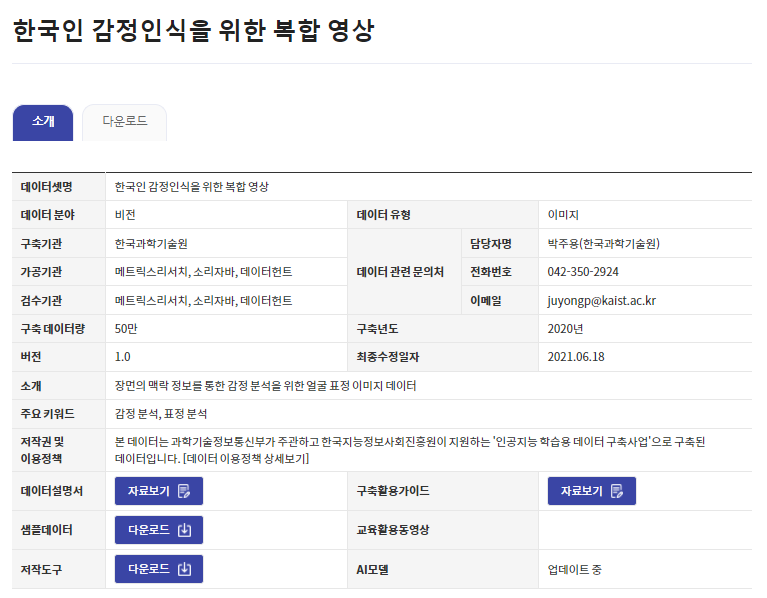 한국인 감정인식을 위한 복합 영상
소개 다운로드
데이터셋명 한국인 감정인식을 위한 복합 영상
데이터 분야 비전 데이터 유형 이미지
구축기관 한국과학기술원 데이터 관련 문의처 담당자명 박주용(한국과학기술원)
가공기관 메트릭스리서치, 소리자바, 데이터헌트 전화번호 042-350-2924
검수기관 메트릭스리서치, 소리자바, 데이터헌트 이메일 juyongp@kaist.ac.kr
구축 데이터량 50만 구축년도 2020년
버전 1.0 최종수정일자 2021.06.18
소개 장면의 맥락 정보를 통한 감정 분석을 위한 얼굴 표정 이미지 데이터
주요 키워드 감정 분석, 표정 분석
저작권 및 이용정책 본 데이터는 과학기술정보통신부가 주관하고 한국지능정보사회진흥원이 지원하는 '인공지능 학습용 데이터 구축사업'으로 구축된
데이터입니다. [데이터 이용정책 상세보기]
데이터설명서 자료보기 구축활용가이드 자료보기
샘플데이터 다운로드 교육활용동영상
저작도구 다운로드 AI모델 업데이트 중